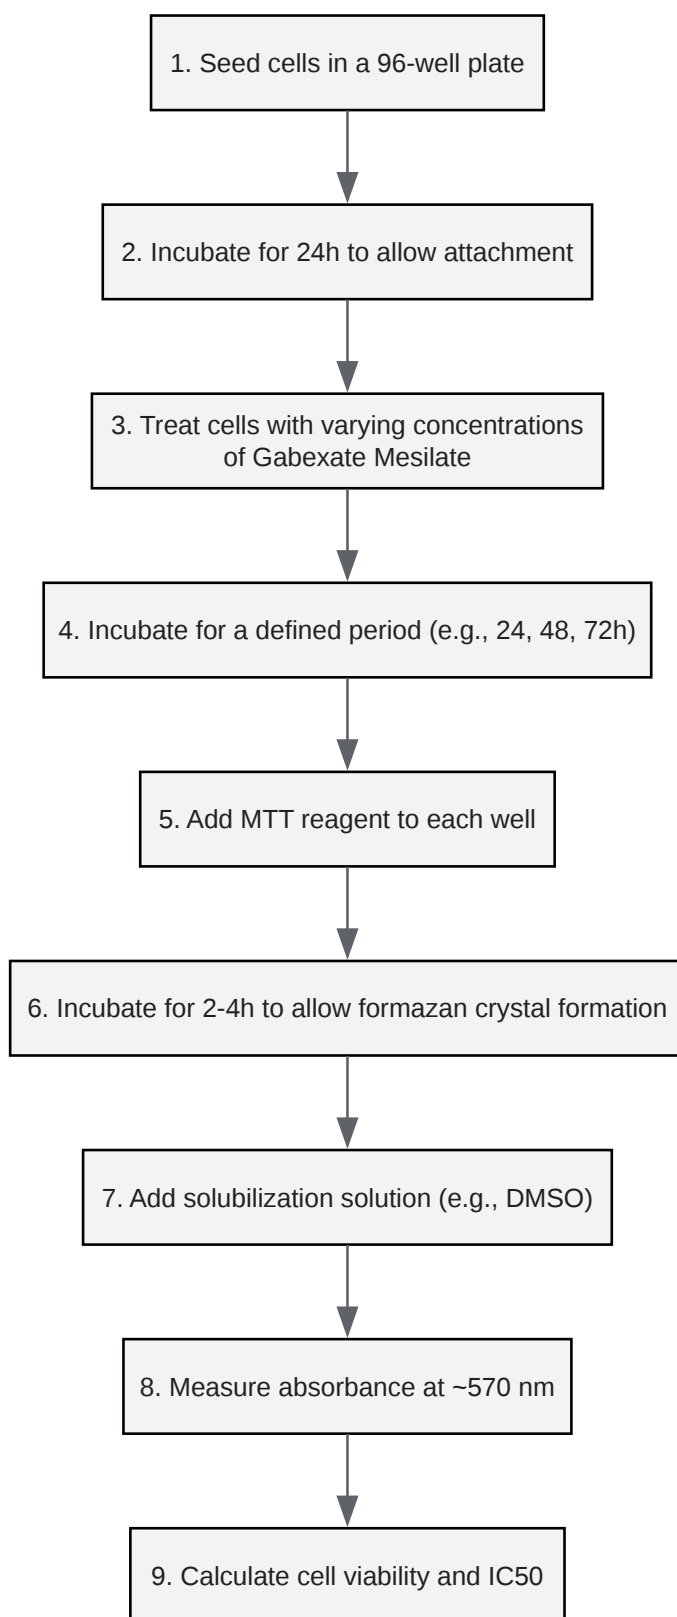 1. Seed cells in a 96-well plate
2. Incubate for 24h to allow attachment
3. Treat cells with varying concentrations
of Gabexate Mesilate
4. Incubate for a defined period (e.g., 24, 48, 72h)
5. Add MTT reagent to each well
6. Incubate for 2-4h to allow formazan crystal formation
7. Add solubilization solution (e.g., DMSO)
8. Measure absorbance at ~570 nm
9. Calculate cell viability and IC50